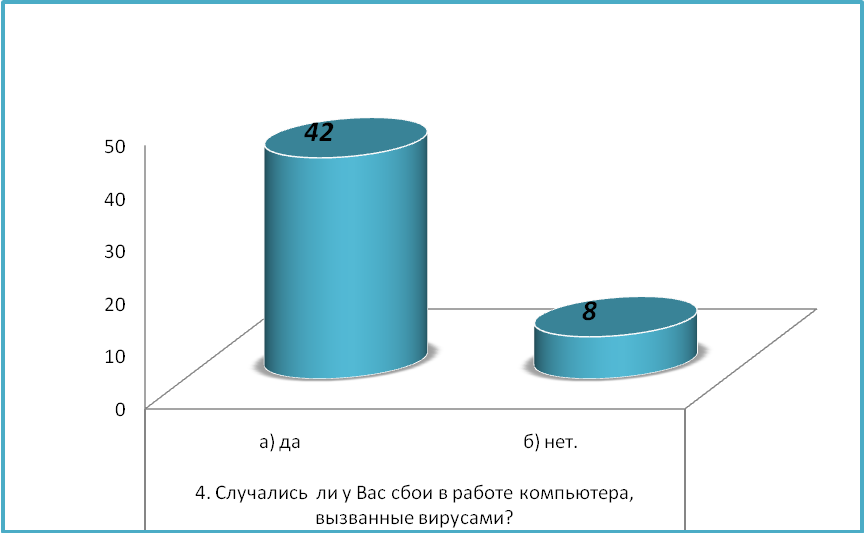 42
50
40
30
8
20
10
0
а) да
б) нет.
4. Случались ли у Вас сбои в работе компьютера,
вызванные вирусами?